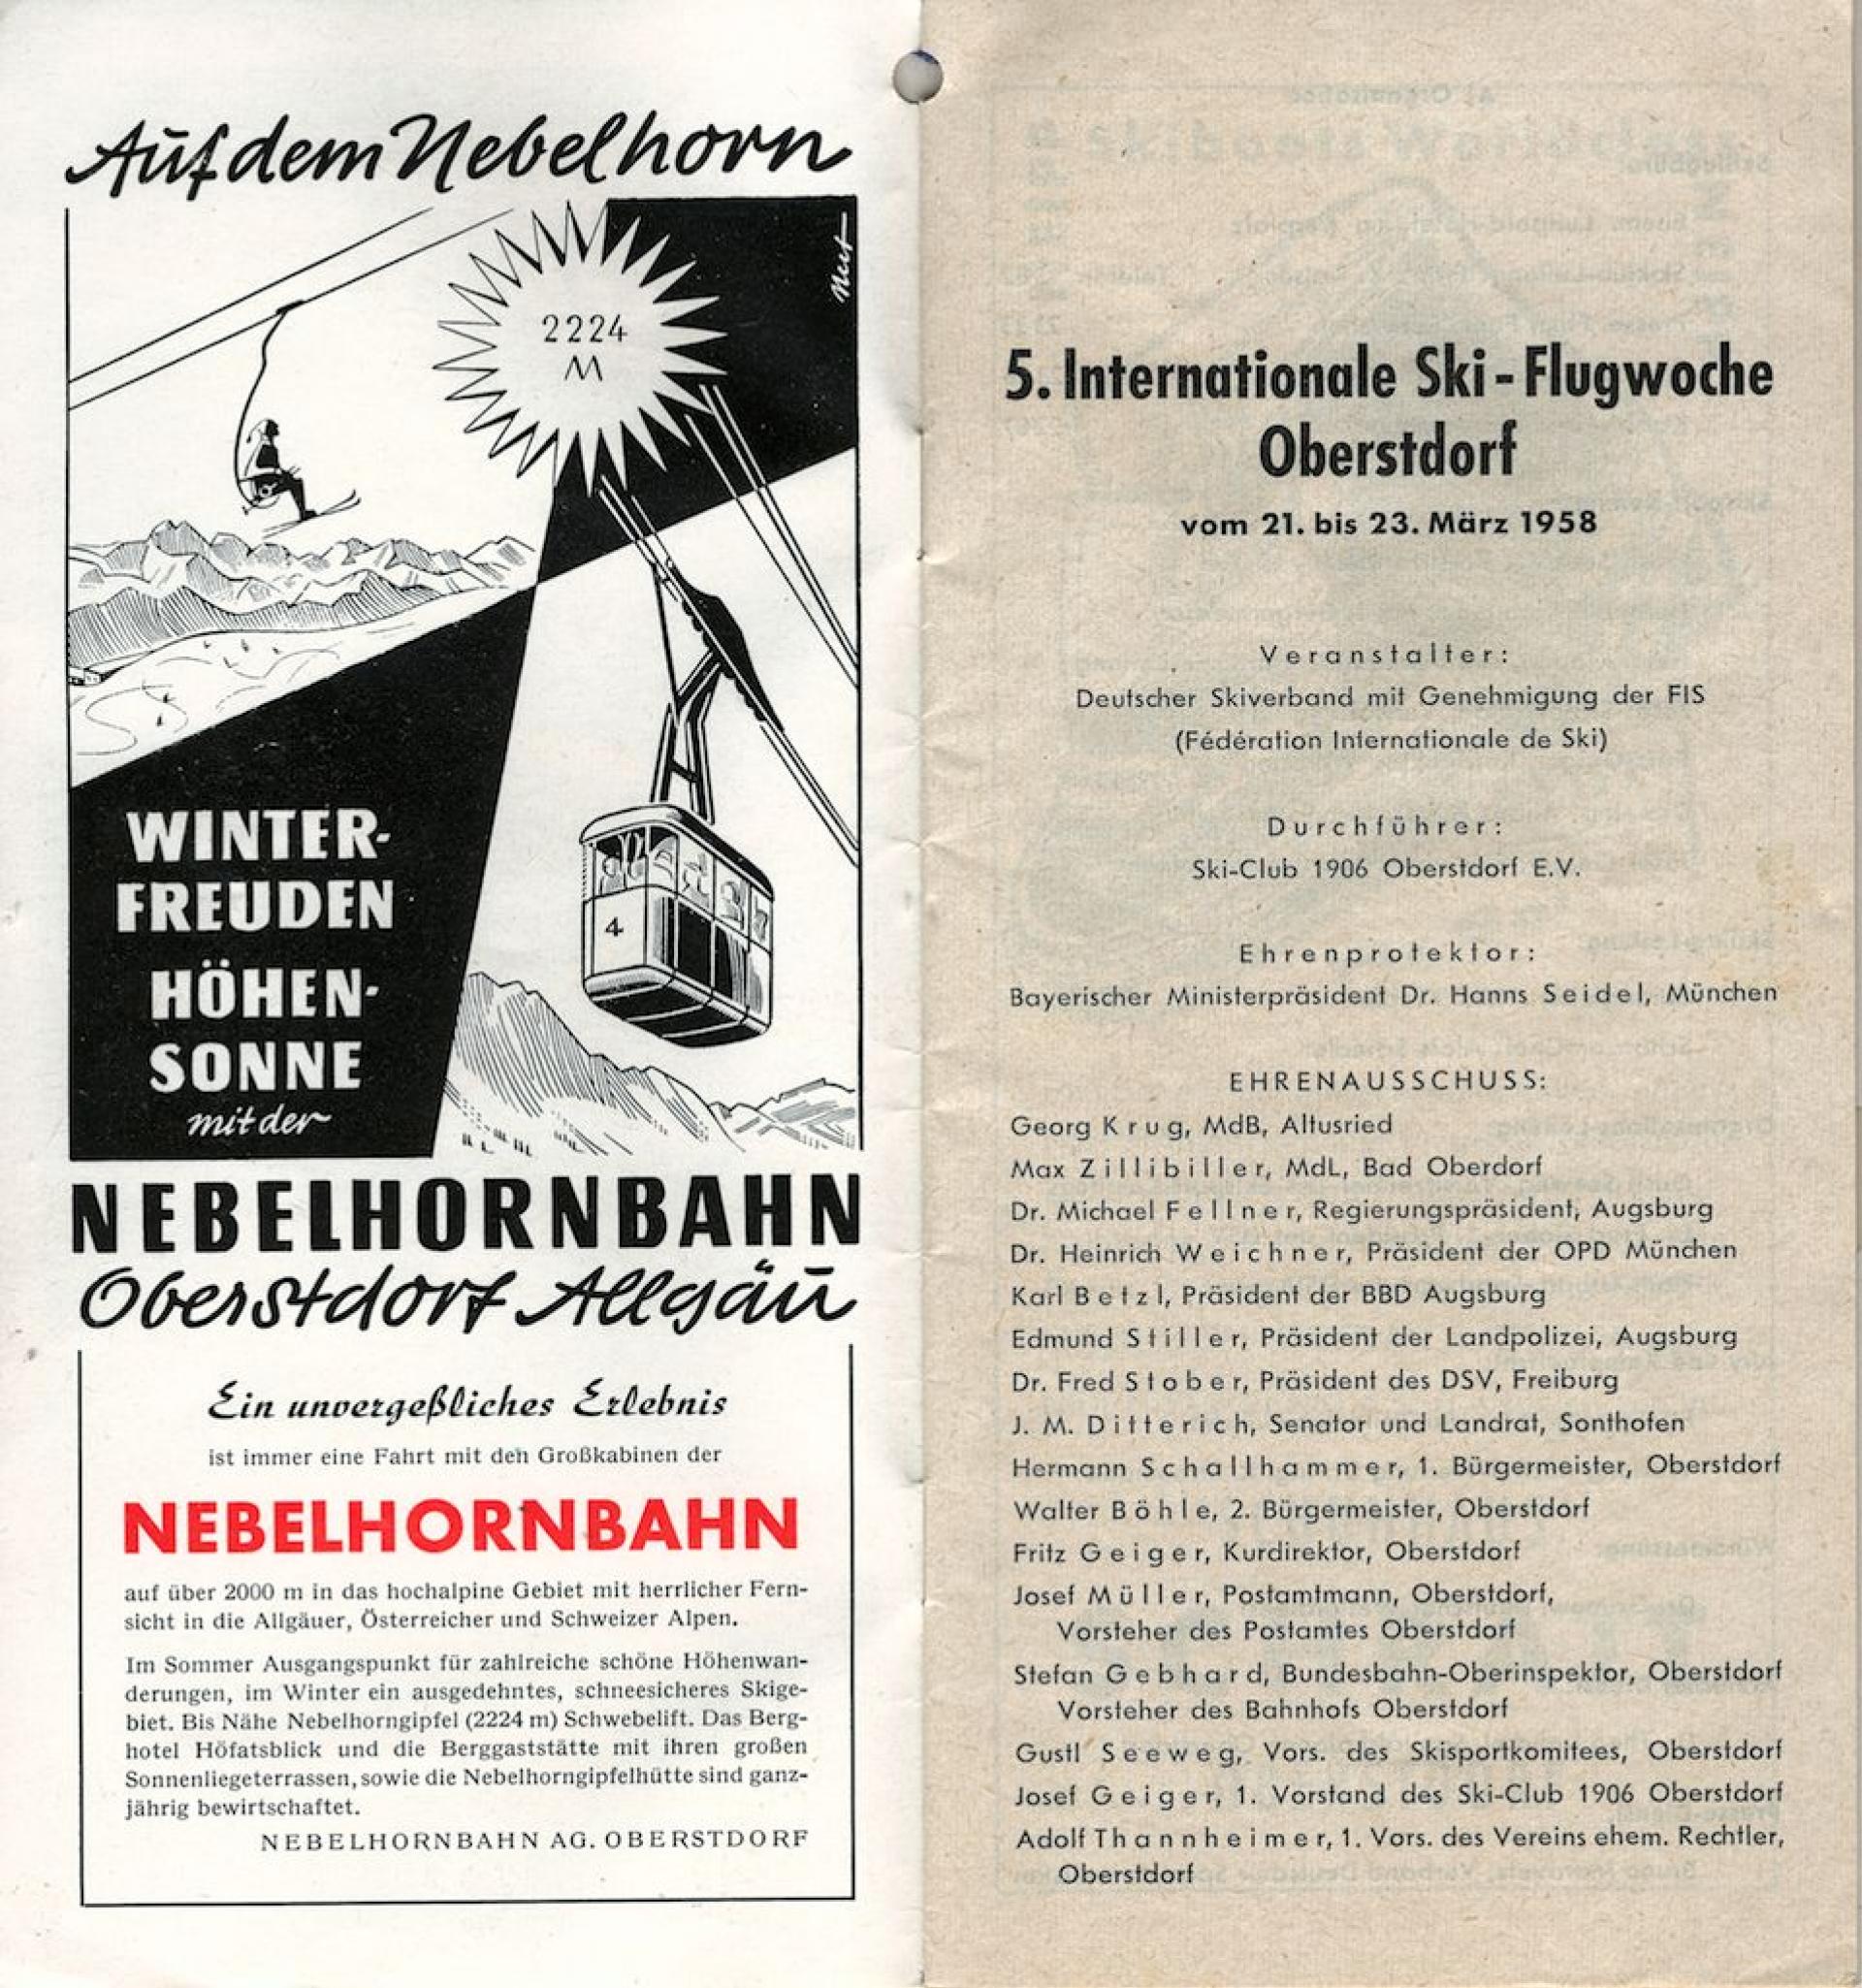 Auf dem Nebelhorn
Neut
2224
M
4
WINTER-
FREUDEN
HÖHEN-
SONNE
mit der
NEBELHORNBAHN
Oberstdorf Allgäu
Ein unvergeßliches Erlebnis
ist immer eine Fahrt mit den Großkabinen der
NEBELHORNBAHN
auf über 2000 m in das hochalpine Gebiet mit herrlicher Fern-
sicht in die Allgäuer, Österreicher und Schweizer Alpen.
Im Sommer Ausgangspunkt für zahlreiche schöne Höhenwan-
derungen, im Winter ein ausgedehntes, schneesicheres Skige-
biet. Bis Nähe Nebelhorngipfel (2224 m) Schwebelift. Das Berg-
hotel Höfatsblick und die Berggaststätte mit ihren großen
Sonnenliegeterrassen, sowie die Nebelhorngipfelhütte sind ganz-
jährig bewirtschaftet.
NEBELHORNBAHN AG. OBERSTDORF
5. Internationale Ski-Flugwoche
Oberstdorf
vom 21. bis 23. März 1958
Veranstalter:
Deutscher Skiverband mit Genehmigung der FIS
(Fédération Internationale de Ski)
Durchführer:
Ski-Club 1906 Oberstdorf E.V.
Ehrenprotektor:
Bayerischer Ministerpräsident Dr. Hanns Seidel, München
EHRENAUSSCHUSS:
Georg Krug, MdB, Altusried
Max Zillibiller, MdL, Bad Oberdorf
Dr. Michael Fellner, Regierungspräsident, Augsburg
Dr. Heinrich Weichner, Präsident der OPD München
Karl Betzl, Präsident der BBD Augsburg
Edmund Stiller, Präsident der Landpolizei, Augsburg
Dr. Fred Stober, Präsident des DSV, Freiburg
J. M. Ditterich, Senator und Landrat, Sonthofen
Hermann Schallhammer, 1. Bürgermeister, Oberstdorf
Walter Böhle, 2. Bürgermeister, Oberstdorf
Fritz Geiger, Kurdirektor, Oberstdorf
Josef Müller, Postamtmann, Oberstdorf,
Vorsteher des Postamtes Oberstdorf
Stefan Gebhard, Bundesbahn-Oberinspektor, Oberstdorf
Vorsteher des Bahnhofs Oberstdorf
Gustl Seeweg, Vors. des Skisportkomitees, Oberstdorf
Josef Geiger, 1. Vorstand des Ski-Club 1906 Oberstdorf
Adolf Thannheimer, 1. Vors. des Vereins ehem. Rechtler,
Oberstdorf